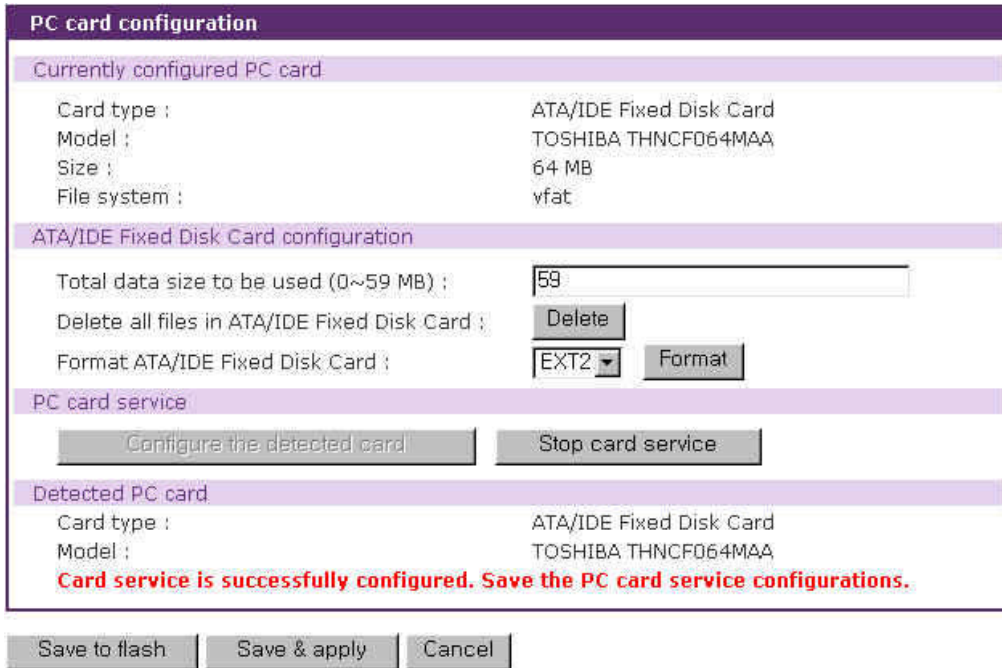 PC card configuration
Currently configured PC card
Card type : ATA/IDE Fixed Disk Card
Model : TOSHIBA THNCF064MAA
Size : 64 MB
File system : vfat
ATA/IDE Fixed Disk Card configuration
Total data size to be used (0~59 MB) : 59
Delete all files in ATA/IDE Fixed Disk Card : Delete
Format ATA/IDE Fixed Disk Card : EXT2 Format
PC card service
Configure the detected card Stop card service
Detected PC card
Card type : ATA/IDE Fixed Disk Card
Model : TOSHIBA THNCF064MAA
Card service is successfully configured. Save the PC card service configurations.
Save to flash Save & apply Cancel